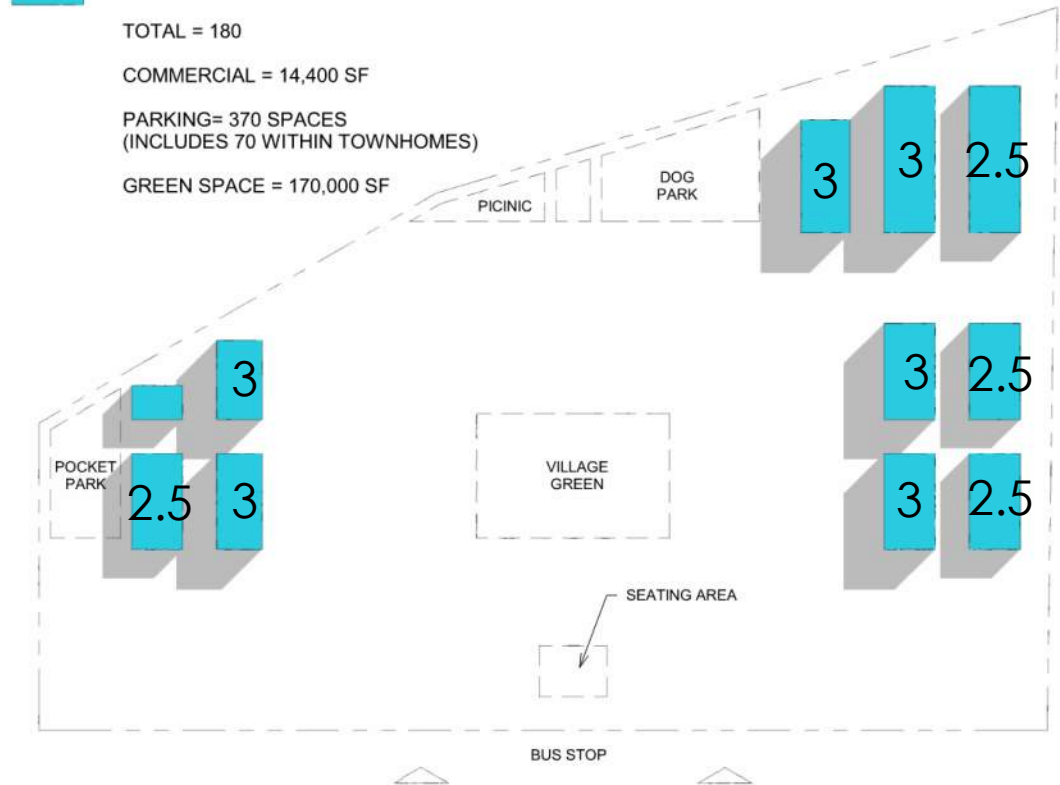 TOTAL = 180
COMMERCIAL = 14,400 SF
PARKING= 370 SPACES
(INCLUDES 70 WITHIN TOWNHOMES)
GREEN SPACE = 170,000 SF
PICINIC
DOG
PARK
3
3
2.5
3
3
2.5
POCKET
PARK
2.5
3
VILLAGE
GREEN
3
2.5
SEATING AREA
BUS STOP